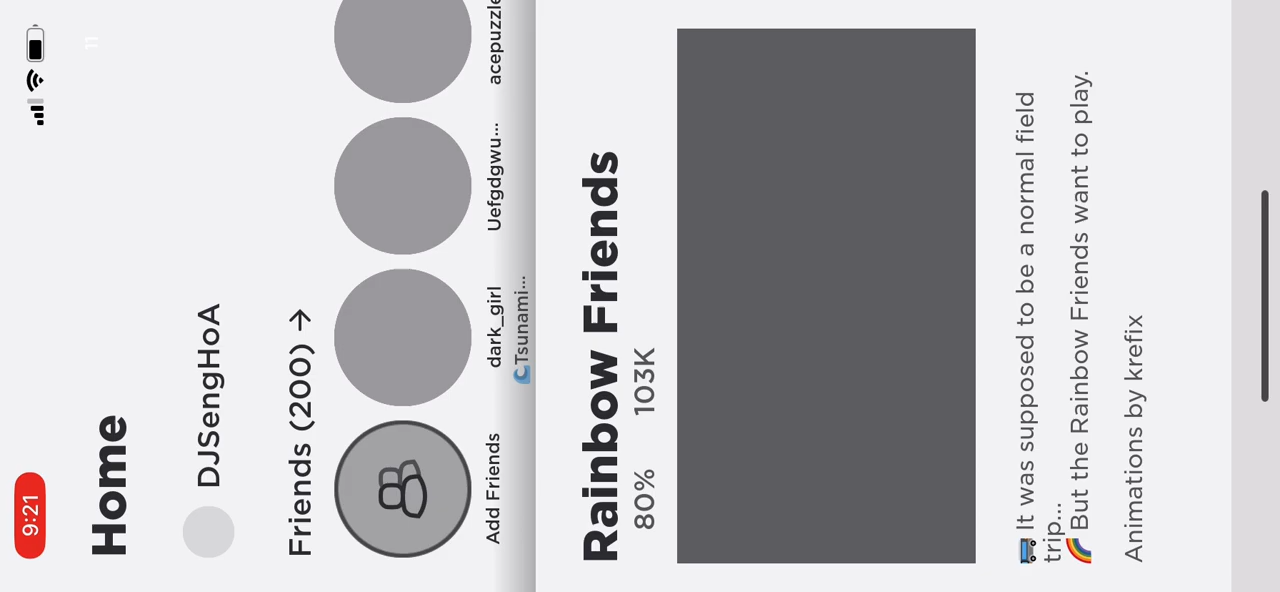 9:21
11
Home
DJSengHoA
Friends (200) →
Add Friends
dark_girl
Uefgdgwu...
acepuzzle
Tsunami...
Rainbow Friends
80% 103K
🚌 It was supposed to be a normal field
trip...
🌈 But the Rainbow Friends want to play.
Animations by krefix